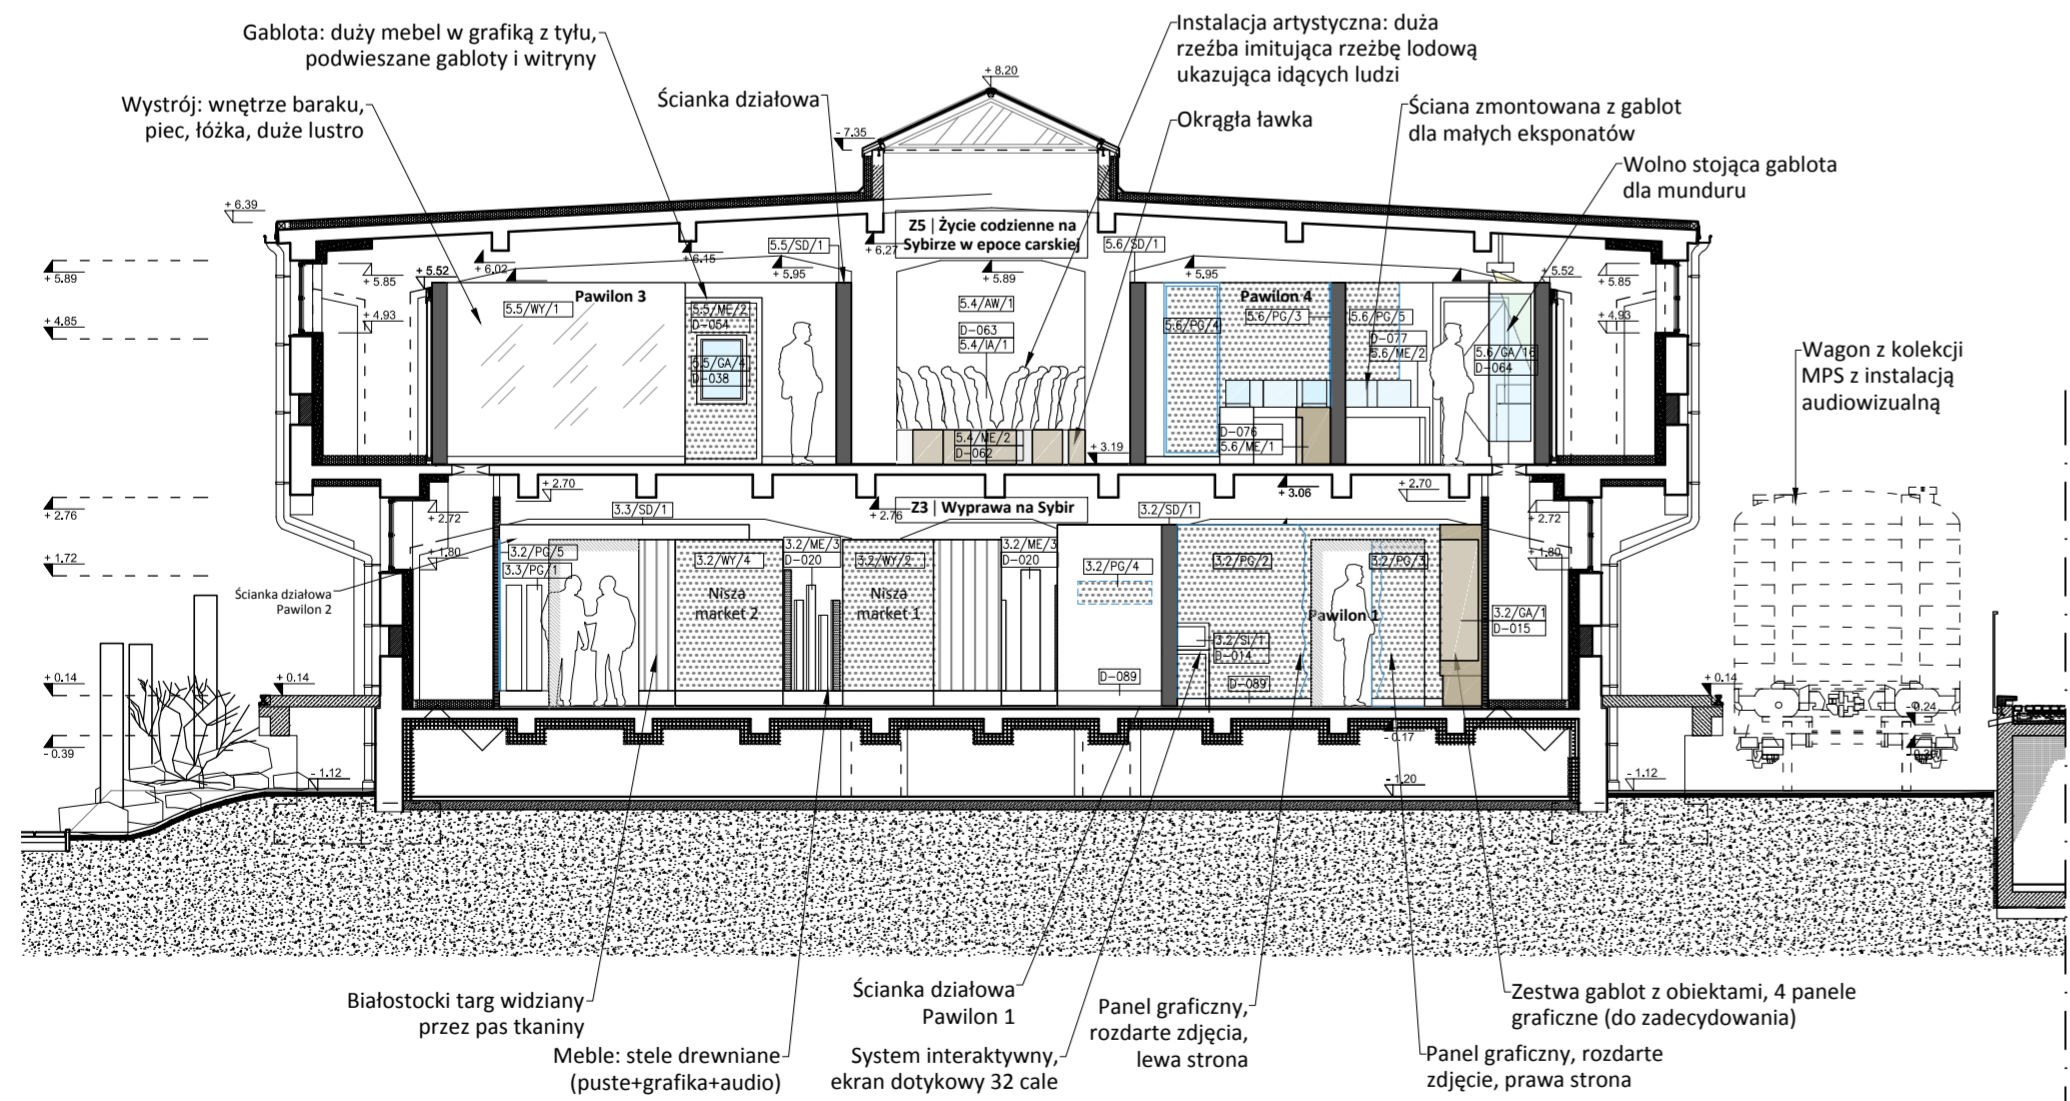 Gablota: duży mebel w grafiką z tyłu,
podwieszane gabloty i witryny
Instalacja artystyczna: duża
rzeźba imitująca rzeżbę lodową
ukazująca idących ludzi
Wystrój: wnętrze baraku,
piec, łóżka, duże lustro
Ścianka działowa
+ 8.20
Okrągła ławka
Ściana zmontowana z gablot
dla małych eksponatów
- 7.35
Wolno stojąca gablota
dla munduru
+ 6.39
Z5 | Życie codzienne na
Sybirze w epoce carskiej
5.5/SD/1
+ 6.27
5.6/SD/1
+ 6.15
+ 6.02
+ 5.95
+ 5.89
+ 5.95
+ 5.89
+ 5.85
+ 5.52
+ 5.52
+ 5.85
Pawilon 3
Pawilon 4
5.5/WY/1
5.5/ME/2
D-054
5.4/AW/1
5.6/PG/4
5.6/PG/3
5.6/PG/5
+ 4.85
+ 4.93
+ 4.93
D-063
5.4/IA/1
D-077
5.6/ME/2
5.5/GA/4
D-038
5.6/GA/16
D-064
Wagon z kolekcji
MPS z instalacją
audiowizualną
5.4/ME/2
D-062
D-076
5.6/ME/1
+ 3.19
+ 2.70
+ 3.06
+ 2.70
+ 2.76
+ 2.72
3.3/SD/1
+ 2.76
Z3 | Wyprawa na Sybir
3.2/SD/1
+ 2.72
+ 1.72
+ 1.80
3.2/PG/5
3.3/PG/1
3.2/WY/4
3.2/ME/3
D-020
3.2/WY/2
3.2/ME/3
D-020
3.2/PG/4
3.2/PG/2
3.2/PG/3
+ 1.80
Ścianka działowa
Pawilon 2
Nisza
market 2
Nisza
market 1
Pawilon 1
3.2/GA/1
D-015
3.2/SI/1
D-014
+ 0.14
+ 0.14
D-089
D-089
+ 0.14
- 0.39
- 0.17
- 0.24
- 1.12
- 1.20
- 1.12
Białostocki targ widziany
przez pas tkaniny
Meble: stele drewniane
(puste+grafika+audio)
Ścianka działowa
Pawilon 1
System interaktywny,
ekran dotykowy 32 cale
Panel graficzny,
rozdarte zdjęcia,
lewa strona
Zestwa gablot z obiektami, 4 panele
graficzne (do zadecydowania)
Panel graficzny, rozdarte
zdjęcie, prawa strona